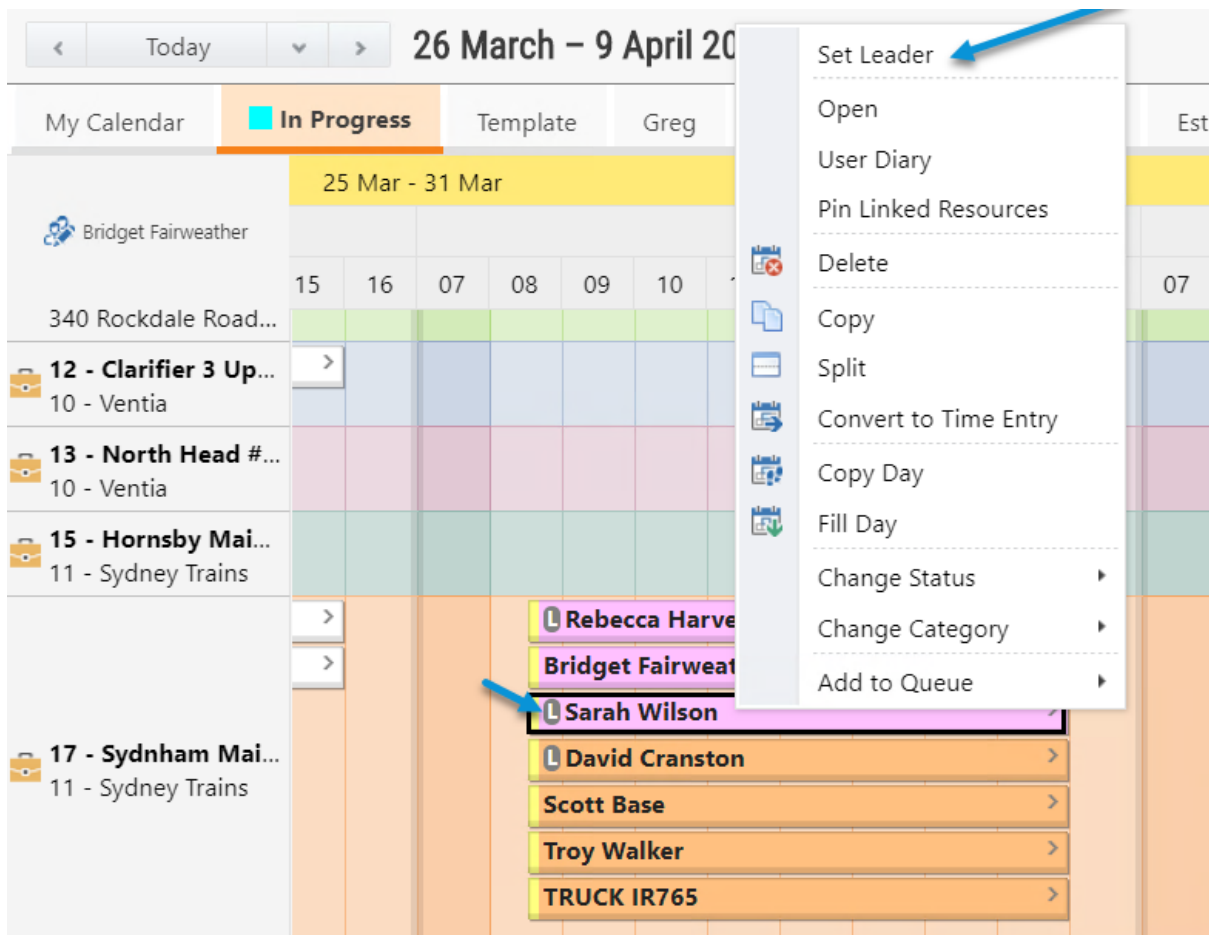 Today
26 March – 9 April 20
My Calendar
In Progress
Template
Greg
Est
25 Mar - 31 Mar
Bridget Fairweather
15 16 07 08 09 10 07
340 Rockdale Road...
12 - Clarifier 3 Up...
10 - Ventia
13 - North Head #...
10 - Ventia
15 - Hornsby Mai...
11 - Sydney Trains
17 - Sydnham Mai...
11 - Sydney Trains
L Rebecca Harve
Bridget Fairweat
L Sarah Wilson
L David Cranston
Scott Base
Troy Walker
TRUCK IR765
Set Leader
Open
User Diary
Pin Linked Resources
Delete
Copy
Split
Convert to Time Entry
Copy Day
Fill Day
Change Status
Change Category
Add to Queue